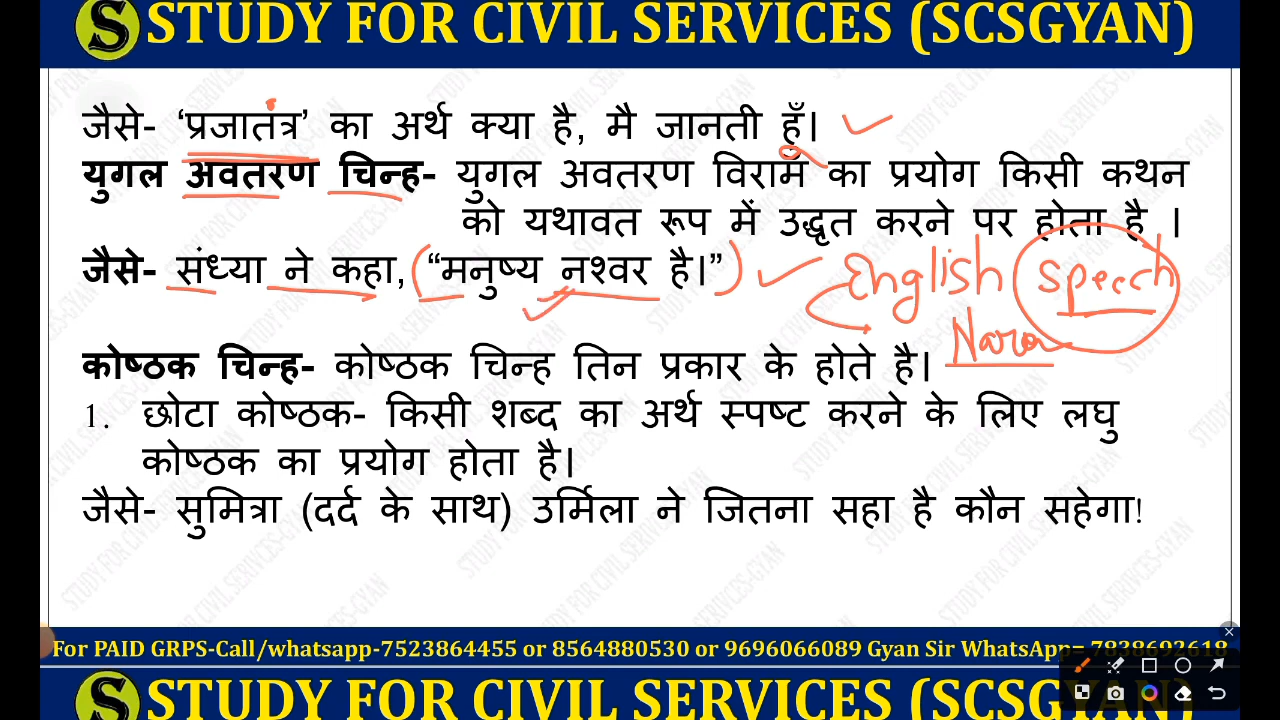 STUDY FOR CIVIL SERVICES (SCSGYAN)
जैसे- ‘प्रजातंत्र’ का अर्थ क्या है, मै जानती हूँ।
युगल अवतरण चिन्ह- युगल अवतरण विराम का प्रयोग किसी कथन
को यथावत रूप में उद्धृत करने पर होता है ।
जैसे- संध्या ने कहा, (“मनुष्य नश्वर है।”) English speech
कोष्ठक चिन्ह- कोष्ठक चिन्ह तिन प्रकार के होते है।
1. छोटा कोष्ठक- किसी शब्द का अर्थ स्पष्ट करने के लिए लघु
कोष्ठक का प्रयोग होता है।
जैसे- सुमित्रा (दर्द के साथ) उर्मिला ने जितना सहा है कौन सहेगा!
For PAID GRPS-Call/whatsapp-7523864455 or 8564880530 or 9696066089 Gyan Sir WhatsApp= 7838692618
STUDY FOR CIVIL SERVICES (SCSGYAN)